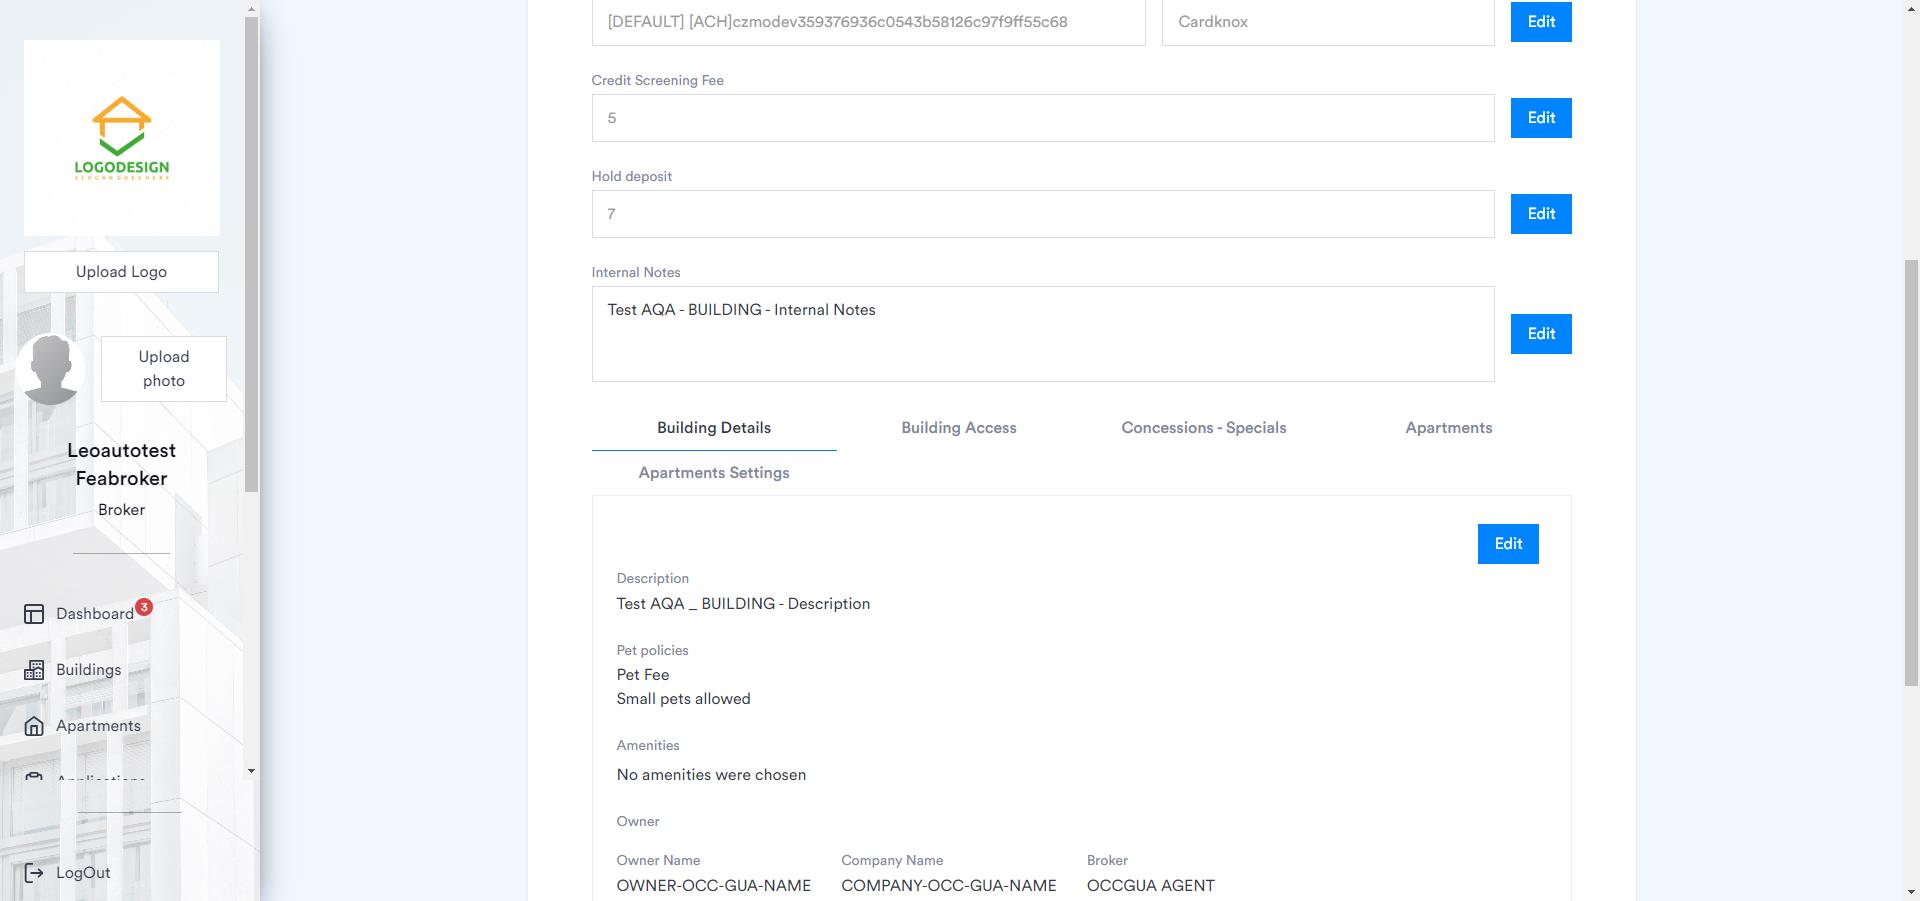 LOGODESIGN
SLOGANGOESHERE
Upload Logo
Upload
photo
Leoautotest
Feabroker
Broker
Dashboard 3
Buildings
Apartments
Applications
LogOut
[DEFAULT] [ACH]czmodev359376936c0543b58126c97f9ff55c68 Cardknox Edit
Credit Screening Fee
5 Edit
Hold deposit
7 Edit
Internal Notes
Test AQA - BUILDING - Internal Notes
Edit
Building Details Building Access Concessions - Specials Apartments
Apartments Settings
Edit
Description
Test AQA _ BUILDING - Description
Pet policies
Pet Fee
Small pets allowed
Amenities
No amenities were chosen
Owner
Owner Name Company Name Broker
OWNER-OCC-GUA-NAME COMPANY-OCC-GUA-NAME OCCGUA AGENT